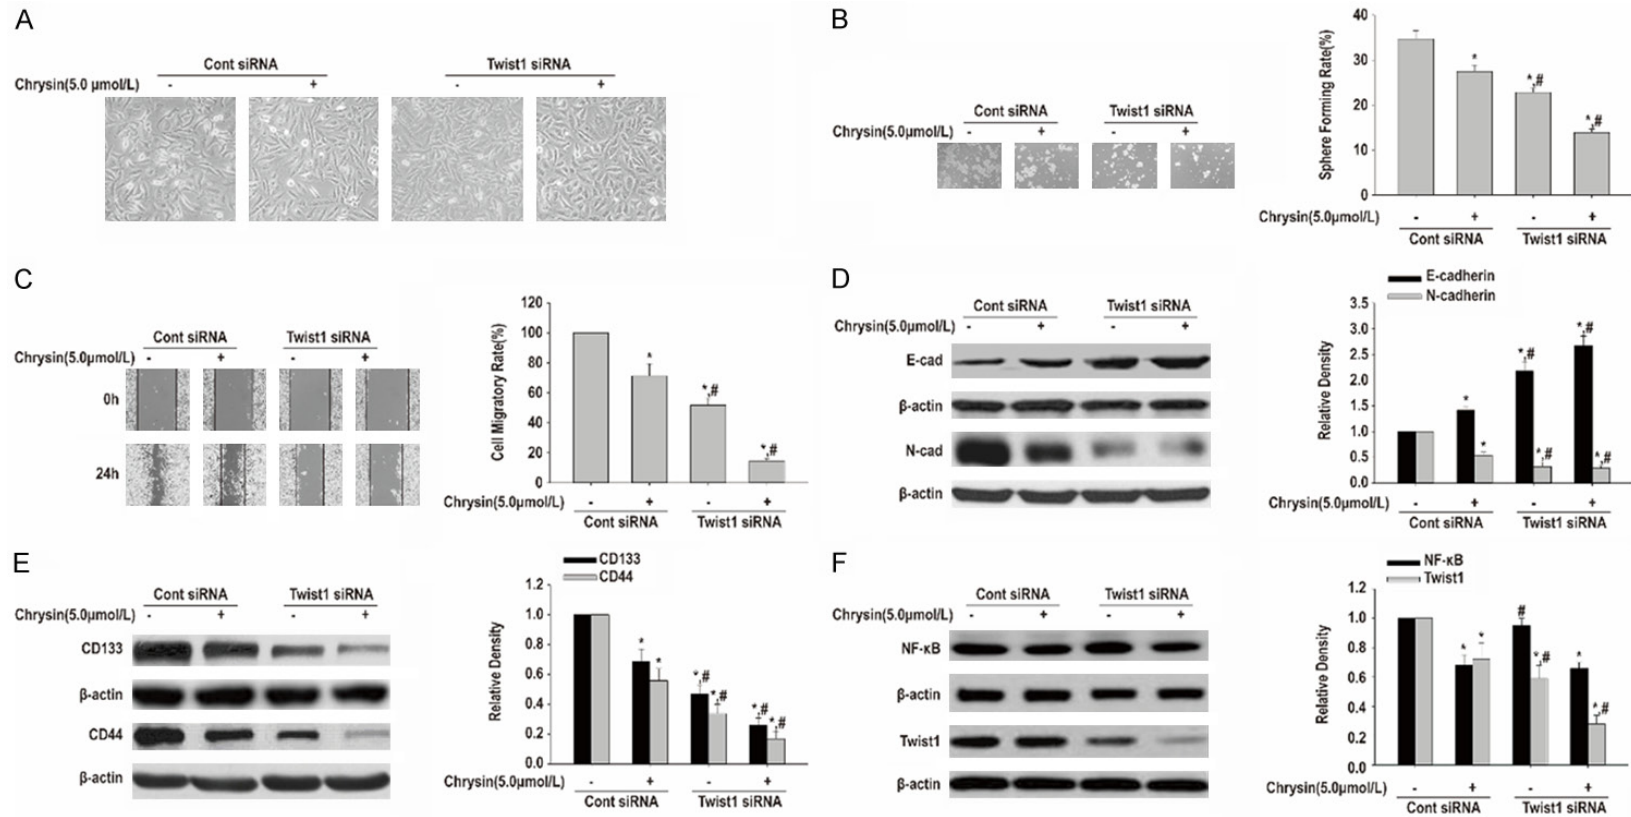 A
Cont siRNA
Twist1 siRNA
Chrysin(5.0 μmol/L)
-
+
-
+
B
Cont siRNA
Twist1 siRNA
Chrysin(5.0μmol/L)
-
+
-
+
Sphere Forming Rate(%)
40
30
20
10
0
*
*,#
*,#
Chrysin(5.0μmol/L)
-
+
-
+
Cont siRNA
Twist1 siRNA
C
Cont siRNA
Twist1 siRNA
Chrysin(5.0μmol/L)
-
+
-
+
0h
24h
Cell Migratory Rate(%)
120
100
80
60
40
20
0
*
*,#
*,#
Chrysin(5.0μmol/L)
-
+
-
+
Cont siRNA
Twist1 siRNA
D
Cont siRNA
Twist1 siRNA
Chrysin(5.0μmol/L)
-
+
-
+
E-cad
β-actin
N-cad
β-actin
E-cadherin
N-cadherin
Relative Density
3.5
3.0
2.5
2.0
1.5
1.0
0.5
0.0
*
*
*,#
*,#
*,#
*,#
Chrysin(5.0μmol/L)
-
+
-
+
Cont siRNA
Twist1 siRNA
E
Cont siRNA
Twist1 siRNA
Chrysin(5.0μmol/L)
-
+
-
+
CD133
β-actin
CD44
β-actin
CD133
CD44
Relative Density
1.2
1.0
0.8
0.6
0.4
0.2
0.0
*
*
*,#
*,#
*,#
*,#
Chrysin(5.0μmol/L)
-
+
-
+
Cont siRNA
Twist1 siRNA
F
Cont siRNA
Twist1 siRNA
Chrysin(5.0μmol/L)
-
+
-
+
NF-κB
β-actin
Twist1
β-actin
NF-κB
Twist1
Relative Density
1.2
1.0
0.8
0.6
0.4
0.2
0.0
*
*
#
*,#
*
*,#
Chrysin(5.0μmol/L)
-
+
-
+
Cont siRNA
Twist1 siRNA